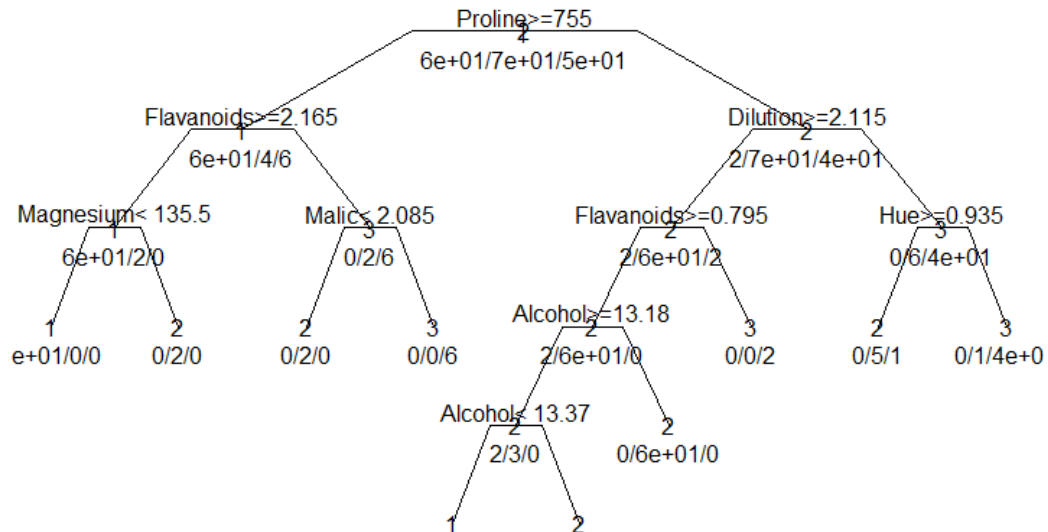 Proline>=755
2
6e+01/7e+01/5e+01
Flavanoids>=2.165
1
6e+01/4/6
Dilution>=2.115
2
2/7e+01/4e+01
Magnesium< 135.5
1
6e+01/2/0
Malic< 2.085
3
0/2/6
Flavanoids>=0.795
2
2/6e+01/2
Hue>=0.935
3
0/6/4e+01
1
e+01/0/0
2
0/2/0
2
0/2/0
3
0/0/6
Alcohol>=13.18
2
2/6e+01/0
3
0/0/2
2
0/5/1
3
0/1/4e+0
Alcohol< 13.37
2
2/3/0
2
0/6e+01/0
1
2